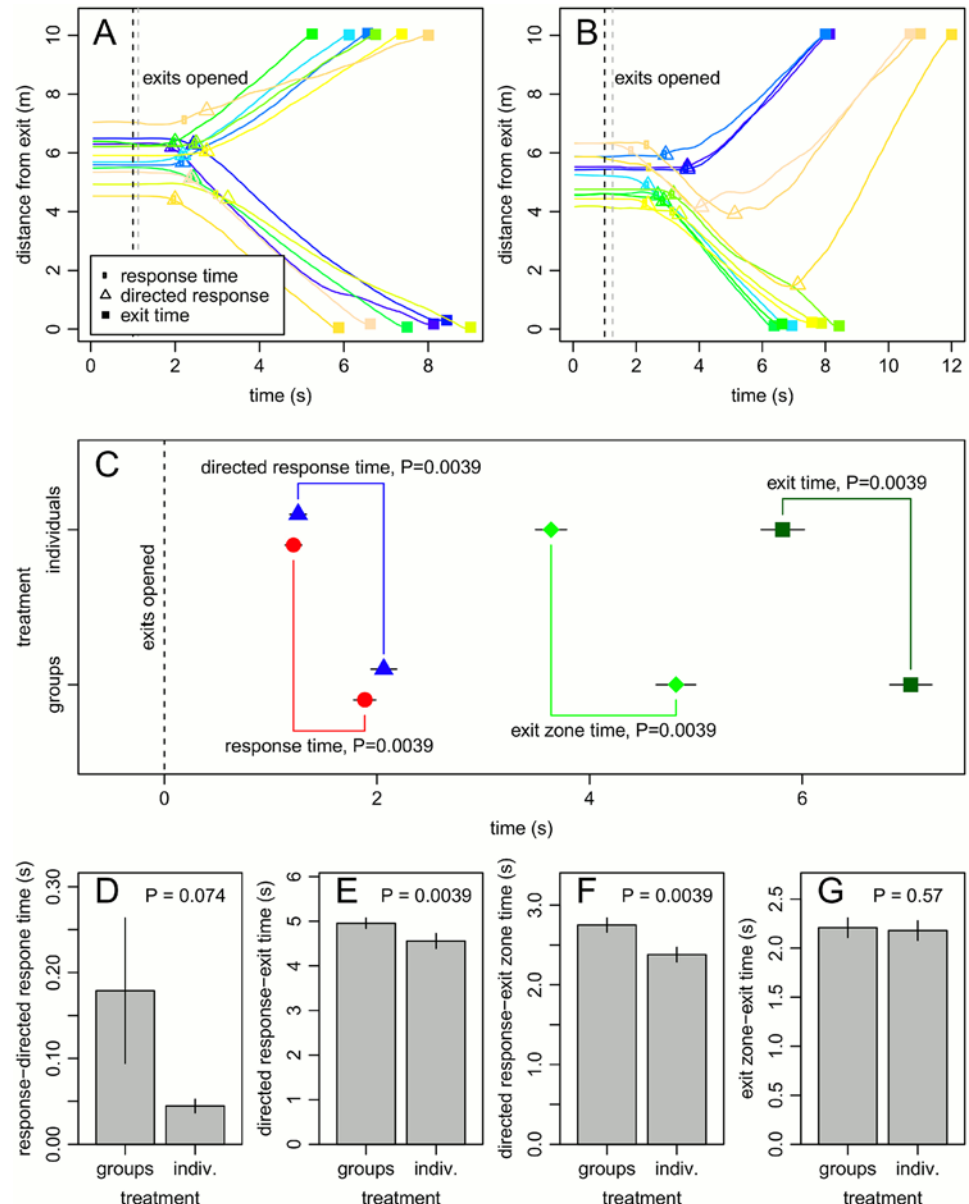 A
exits opened
distance from exit (m)
0
2
4
6
8
10
response time
directed response
exit time
0
2
4
6
8
time (s)
B
exits opened
distance from exit (m)
0
2
4
6
8
10
0
2
4
6
8
10
12
time (s)
C
directed response time, P=0.0039
exit time, P=0.0039
treatment
individuals
groups
exits opened
response time, P=0.0039
exit zone time, P=0.0039
0
2
4
6
time (s)
D
P = 0.074
response-directed respone time (s)
0.00
0.10
0.20
0.30
groups
indiv.
treatment
E
P = 0.0039
directed response-exit time (s)
0
1
2
3
4
5
6
groups
indiv.
treatment
F
P = 0.0039
directed response-exit zone time (s)
0.0
1.0
2.0
3.0
groups
indiv.
treatment
G
P = 0.57
exit zone-exit time (s)
0.0
0.5
1.0
1.5
2.0
2.5
groups
indiv.
treatment